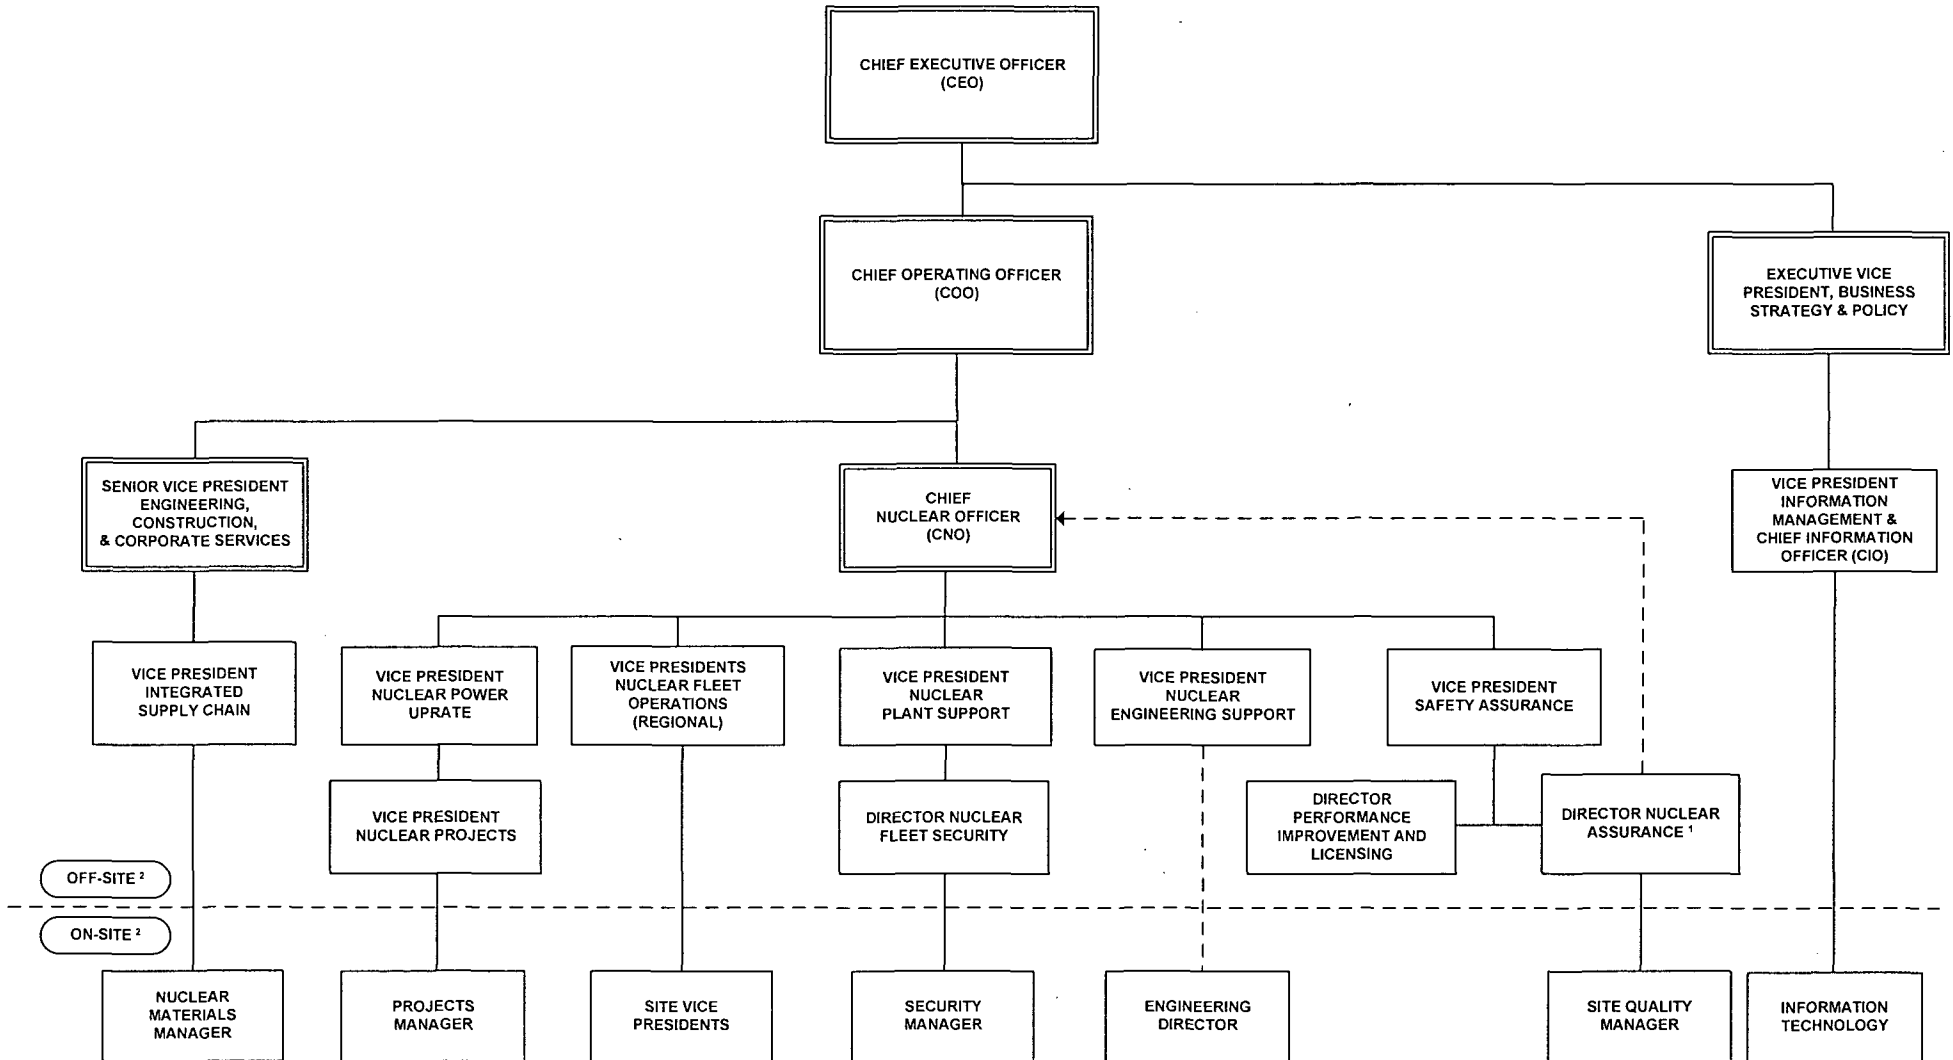 CHIEF EXECUTIVE OFFICER
(CEO)
CHIEF OPERATING OFFICER
(COO)
EXECUTIVE VICE
PRESIDENT, BUSINESS
STRATEGY & POLICY
SENIOR VICE PRESIDENT
ENGINEERING,
CONSTRUCTION,
& CORPORATE SERVICES
CHIEF
NUCLEAR OFFICER
(CNO)
VICE PRESIDENT
INFORMATION
MANAGEMENT &
CHIEF INFORMATION
OFFICER (CIO)
VICE PRESIDENT
INTEGRATED
SUPPLY CHAIN
VICE PRESIDENT
NUCLEAR POWER
UPRATE
VICE PRESIDENTS
NUCLEAR FLEET
OPERATIONS
(REGIONAL)
VICE PRESIDENT
NUCLEAR
PLANT SUPPORT
VICE PRESIDENT
NUCLEAR
ENGINEERING SUPPORT
VICE PRESIDENT
SAFETY ASSURANCE
VICE PRESIDENT
NUCLEAR PROJECTS
DIRECTOR NUCLEAR
FLEET SECURITY
DIRECTOR
PERFORMANCE
IMPROVEMENT AND
LICENSING
DIRECTOR NUCLEAR
ASSURANCE ¹
OFF-SITE ²
ON-SITE ²
NUCLEAR
MATERIALS
MANAGER
PROJECTS
MANAGER
SITE VICE
PRESIDENTS
SECURITY
MANAGER
ENGINEERING
DIRECTOR
SITE QUALITY
MANAGER
INFORMATION
TECHNOLOGY